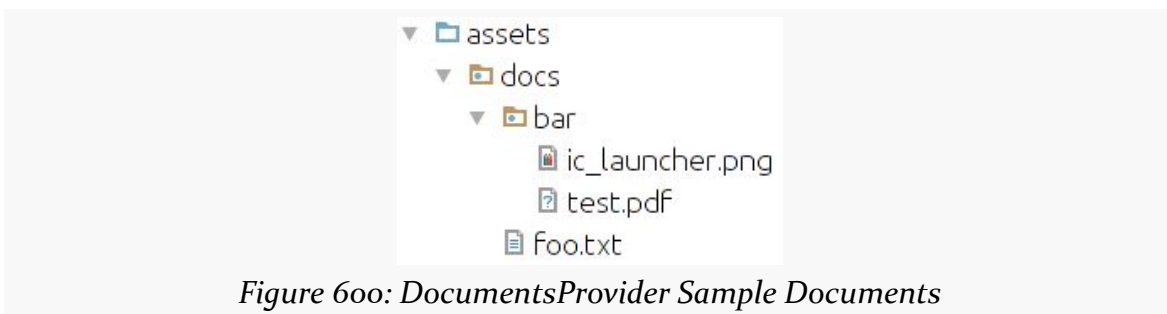 assets
docs
bar
ic_launcher.png
test.pdf
foo.txt
Figure 600: DocumentsProvider Sample Documents